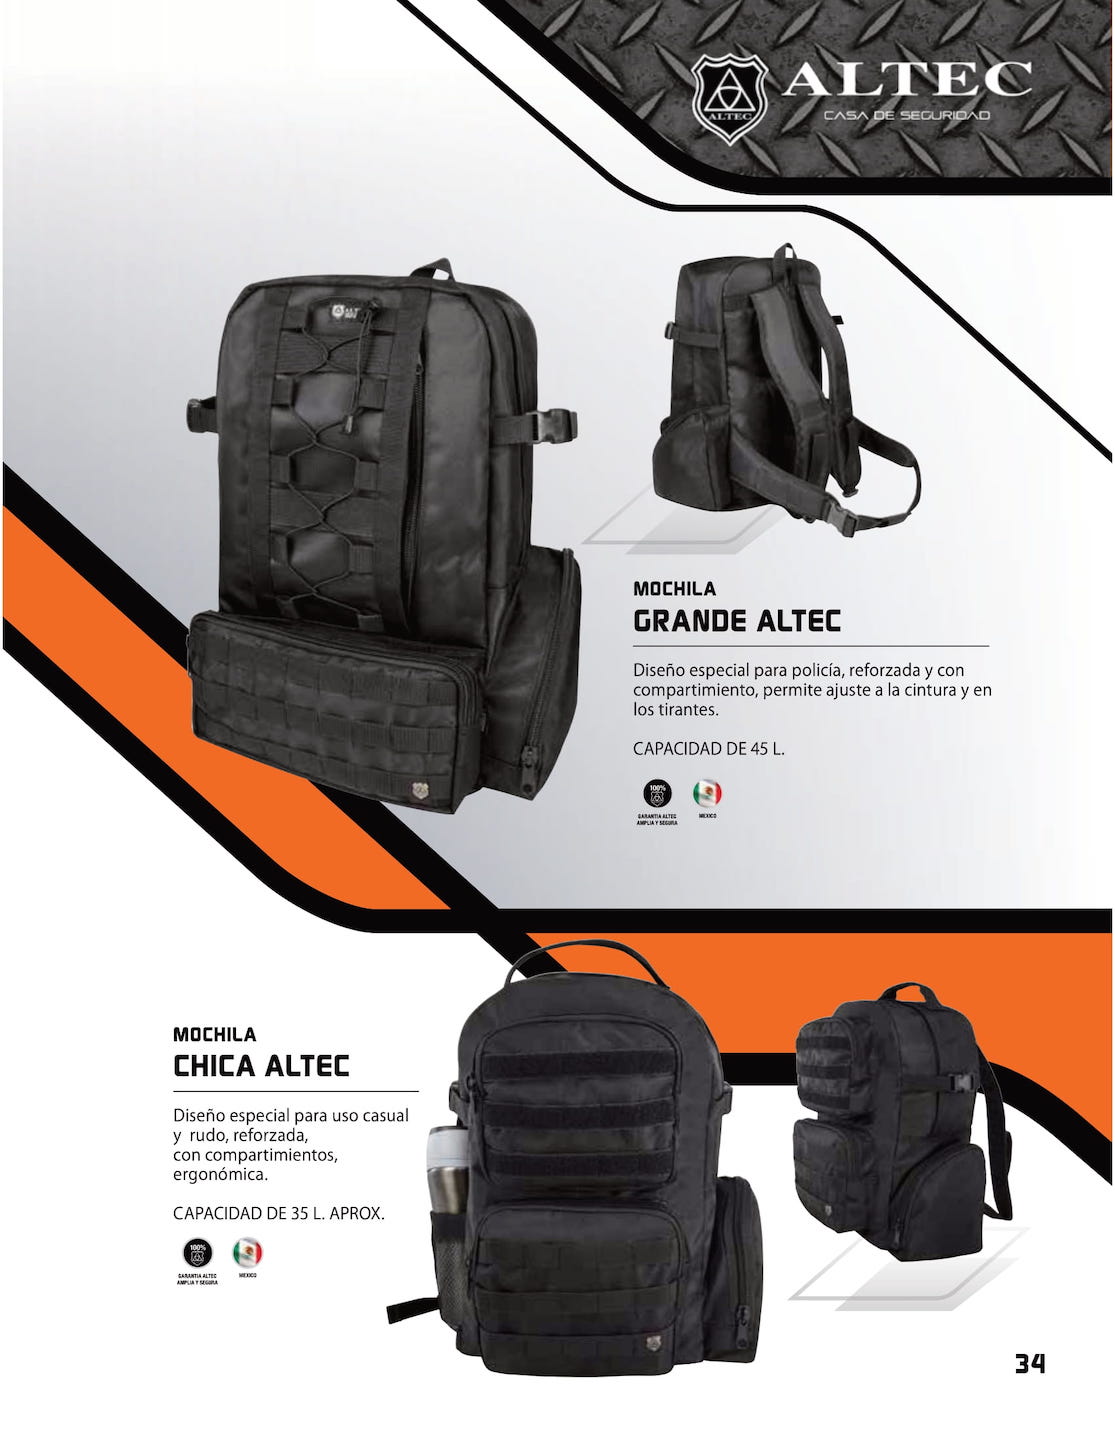 ALTEC
CASA DE SEGURIDAD
ALTEC
MOCHILA
GRANDE ALTEC
Diseño especial para policía, reforzada y con
compartimiento, permite ajuste a la cintura y en
los tirantes.
CAPACIDAD DE 45 L.
100%
GARANTIA ALTEC
AMPLIA Y SEGURA
MEXICO
MOCHILA
CHICA ALTEC
Diseño especial para uso casual
y rudo, reforzada,
con compartimientos,
ergonómica.
CAPACIDAD DE 35 L. APROX.
100%
GARANTIA ALTEC
AMPLIA Y SEGURA
MEXICO
34